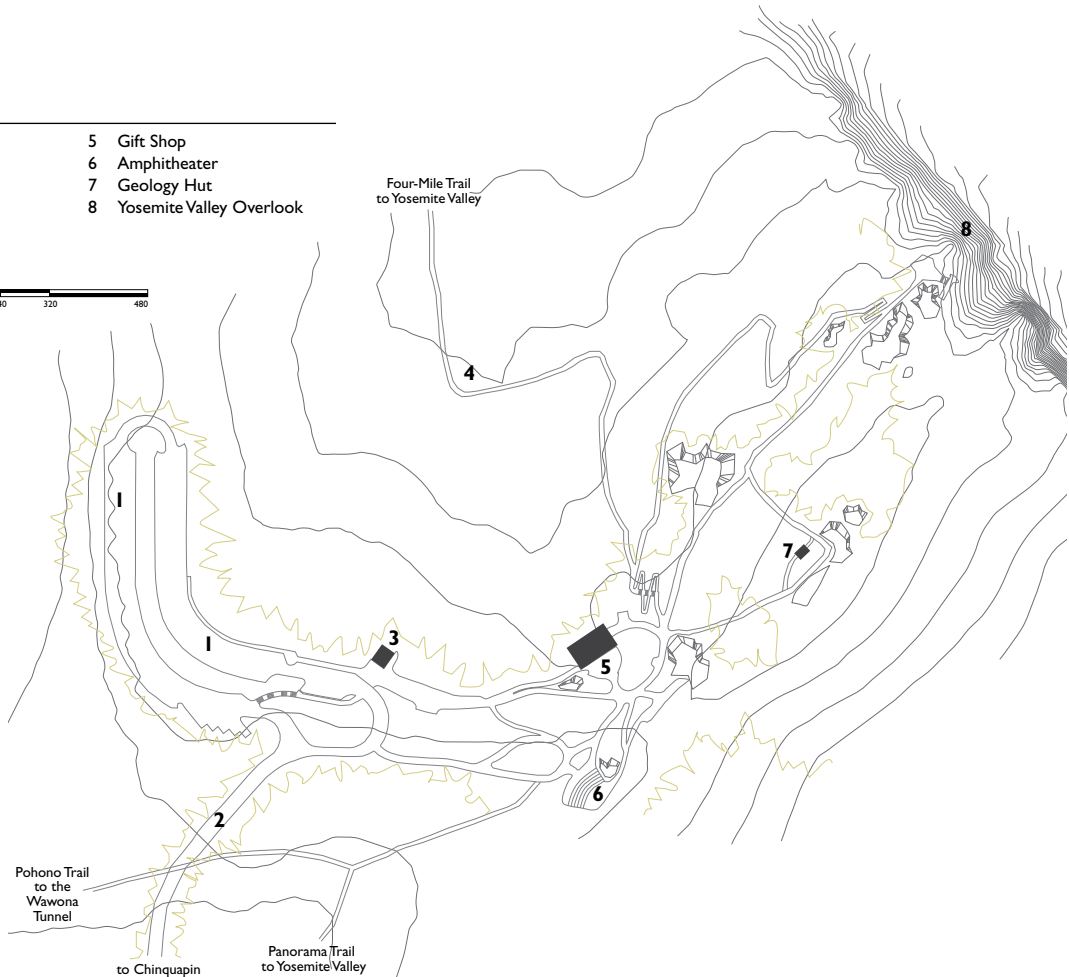 5 Gift Shop
6 Amphitheater
7 Geology Hut
8 Yosemite Valley Overlook
320 480
Four-Mile Trail
to Yosemite Valley
8
4
1
7
1
3
5
6
2
Pohono Trail
to the
Wawona
Tunnel
Panorama Trail
to Yosemite Valley
to Chinquapin